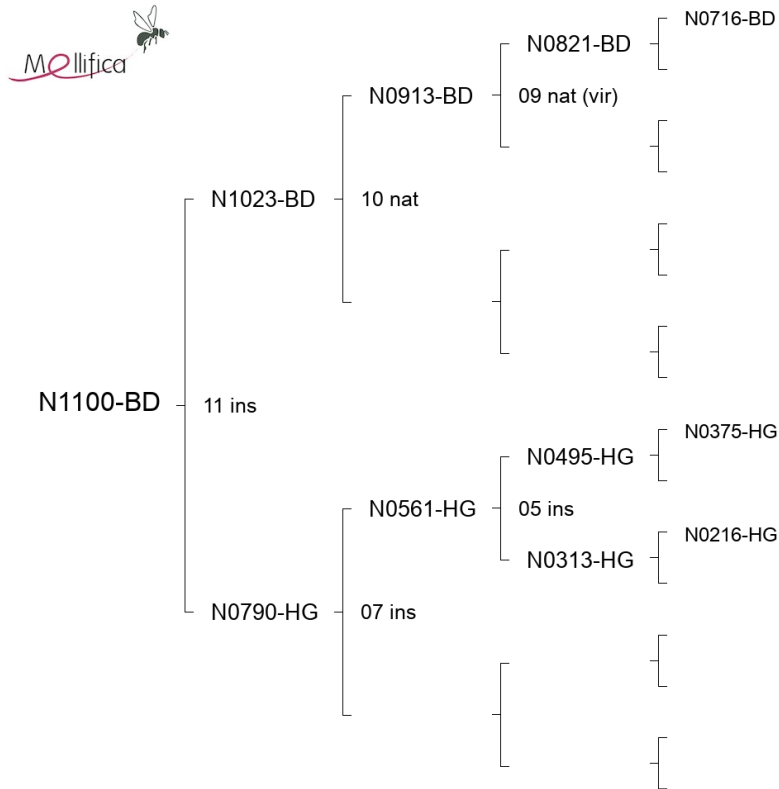 Mellifica
N0716-BD
N0821-BD
N0913-BD
09 nat (vir)
N1023-BD
10 nat
N1100-BD
11 ins
N0375-HG
N0495-HG
N0561-HG
05 ins
N0216-HG
N0313-HG
N0790-HG
07 ins